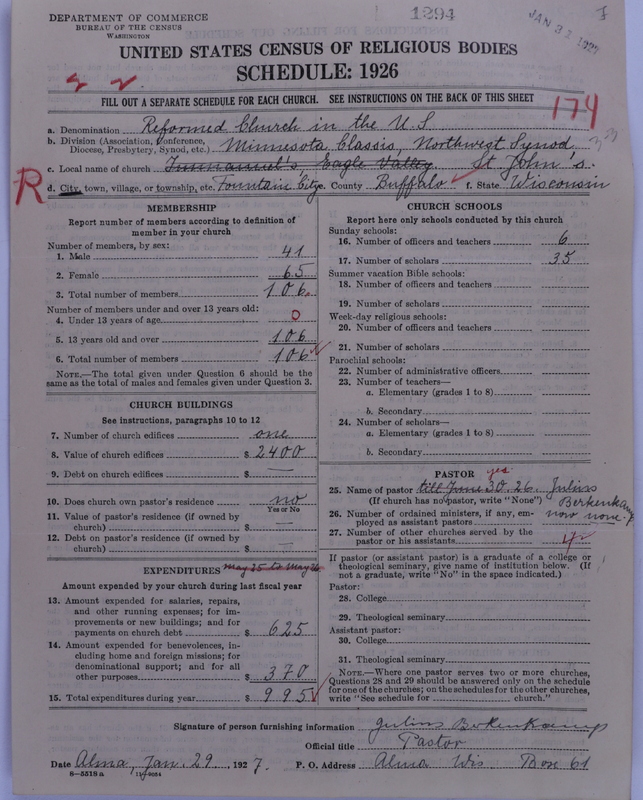 DEPARTMENT OF COMMERCE
BUREAU OF THE CENSUS
WASHINGTON
1294
JAN 31 1927
UNITED STATES CENSUS OF RELIGIOUS BODIES
SCHEDULE: 1926
FILL OUT A SEPARATE SCHEDULE FOR EACH CHURCH. SEE INSTRUCTIONS ON THE BACK OF THIS SHEET
174
a. Denomination Reformed Church in the U.S.
b. Division (Association, Conference, Diocese, Presbytery, Synod, etc.) Minnesota Classis, Northwest Synod
c. Local name of church Immanuel's Eagle Valley. St John's.
R
d. City, town, village, or township, etc. Fountain City e. County Buffalo f. State Wisconsin
MEMBERSHIP
Report number of members according to definition of
member in your church
Number of members, by sex:
1. Male 41
2. Female 65
3. Total number of members 106
Number of members under and over 13 years old:
4. Under 13 years of age 0
5. 13 years old and over 106
6. Total number of members 106
NOTE.—The total given under Question 6 should be the
same as the total of males and females given under Question 3.
CHURCH BUILDINGS
See instructions, paragraphs 10 to 12
7. Number of church edifices one
8. Value of church edifices $ 2400
9. Debt on church edifices $ —
10. Does church own pastor's residence no
Yes or No
11. Value of pastor's residence (if owned by
church) $ —
12. Debt on pastor's residence (if owned by
church) $ —
EXPENDITURES May 25 to May 26
Amount expended by your church during last fiscal year
13. Amount expended for salaries, repairs,
and other running expenses; for im-
provements or new buildings; and for
payments on church debt $ 625
14. Amount expended for benevolences, in-
cluding home and foreign missions; for
denominational support; and for all
other purposes $ 370
15. Total expenditures during year $ 995
CHURCH SCHOOLS
Report here only schools conducted by this church
Sunday schools:
16. Number of officers and teachers 6
17. Number of scholars 35
Summer vacation Bible schools:
18. Number of officers and teachers
19. Number of scholars
Week-day religious schools:
20. Number of officers and teachers
21. Number of scholars
Parochial schools:
22. Number of administrative officers
23. Number of teachers—
a. Elementary (grades 1 to 8)
b. Secondary
24. Number of scholars—
a. Elementary (grades 1 to 8)
b. Secondary
PASTOR
yes
25. Name of pastor till June 30 26. Julius
(If church has no pastor, write "None") Berkenkamp
26. Number of ordained ministers, if any, em-
ployed as assistant pastors now none.
27. Number of other churches served by the
pastor or his assistants
If pastor (or assistant pastor) is a graduate of a college or
theological seminary, give name of institution below. (If
not a graduate, write "No" in the space indicated.)
Pastor:
28. College
29. Theological seminary
Assistant pastor:
30. College
31. Theological seminary
NOTE.—Where one pastor serves two or more churches,
Questions 28 and 29 should be answered only on the schedule
for one of the churches; on the schedules for the other churches,
write "See schedule for church."
Signature of person furnishing information Julius Berkenkamp
Official title Pastor
Date Alma, Jan. 29, 1927. P. O. Address Alma Wis Box 61
8—5518 a